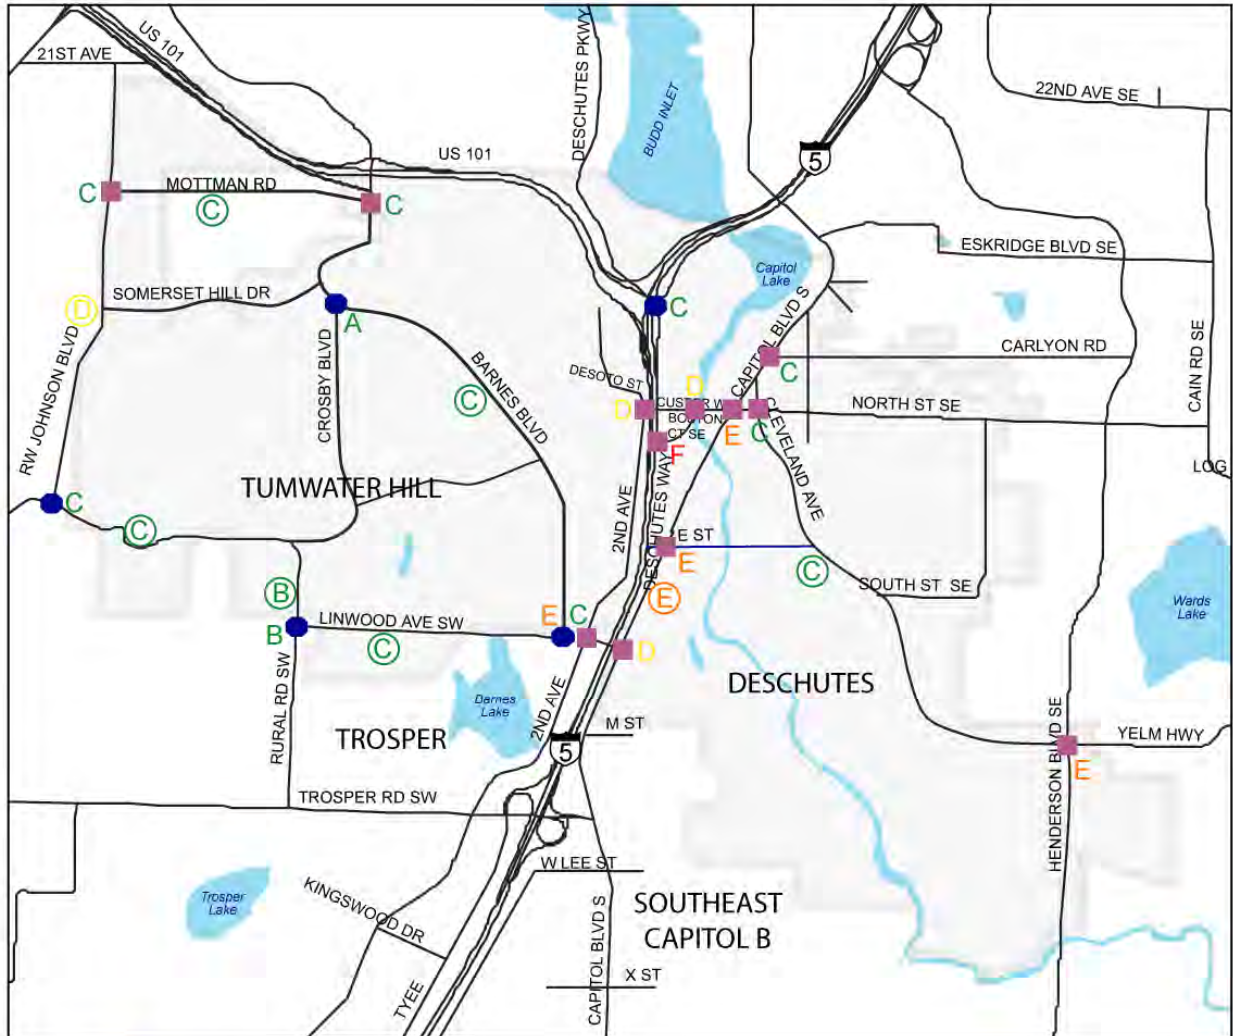 US 101
21ST AVE
DESCHUTES PKWY
BUDD INLET
22ND AVE SE
US 101
5
MOTTMAN RD
C
C
C
ESKRIDGE BLVD SE
Capitol
Lake
SOMERSET HILL DR
D
A
C
CAPITOL BLVD S
CARLYON RD
C
CAIN RD SE
RW JOHNSON BLVD
CROSBY BLVD
BARNES BLVD
C
DESOTO ST
D
D
CUSTER W
BOSTON
CT SE
E
C
NORTH ST SE
F
CLEVELAND AVE
LOG
TUMWATER HILL
C
C
2ND AVE
DESCHUTES WAY
E ST
E
C
SOUTH ST SE
B
E
Wards
Lake
B
LINWOOD AVE SW
C
E
C
D
RURAL RD SW
Barnes
Lake
2ND AVE
DESCHUTES
TROSPER
M ST
5
HENDERSON BLVD SE
YELM HWY
E
TROSPER RD SW
W LEE ST
Trosper
Lake
KINGSWOOD DR
SOUTHEAST
CAPITOL B
CAPITOL BLVD S
TYEE
X ST